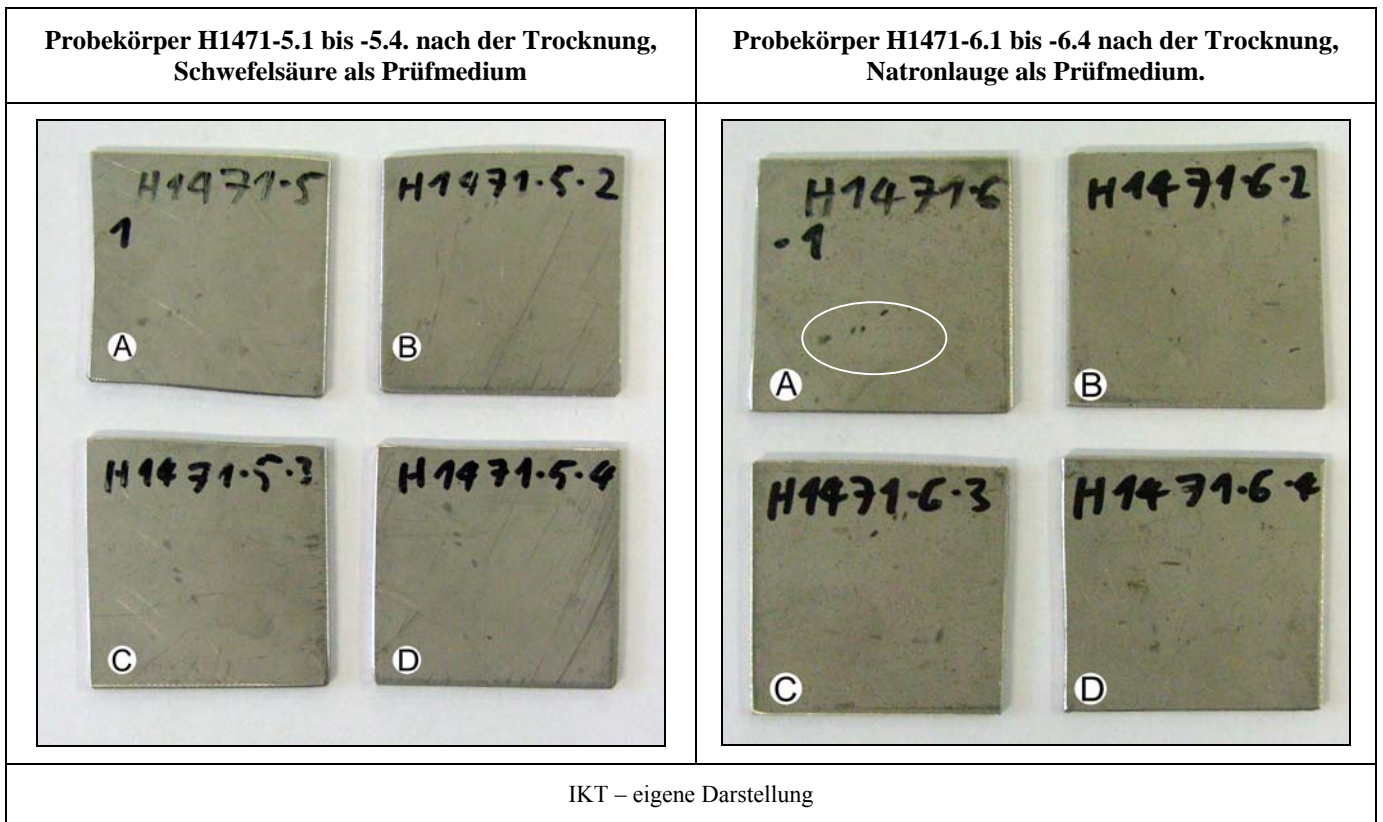 Probekörper H1471-5.1 bis -5.4. nach der Trocknung,
Schwefelsäure als Prüfmedium
Probekörper H1471-6.1 bis -6.4 nach der Trocknung,
Natronlauge als Prüfmedium.
H1471-5
1
A
H1471-5-2
B
H1471-5-3
C
H1471-5-4
D
H1471-6
-1
A
H1471-6-2
B
H1471-6-3
C
H1471-6-4
D
IKT – eigene Darstellung